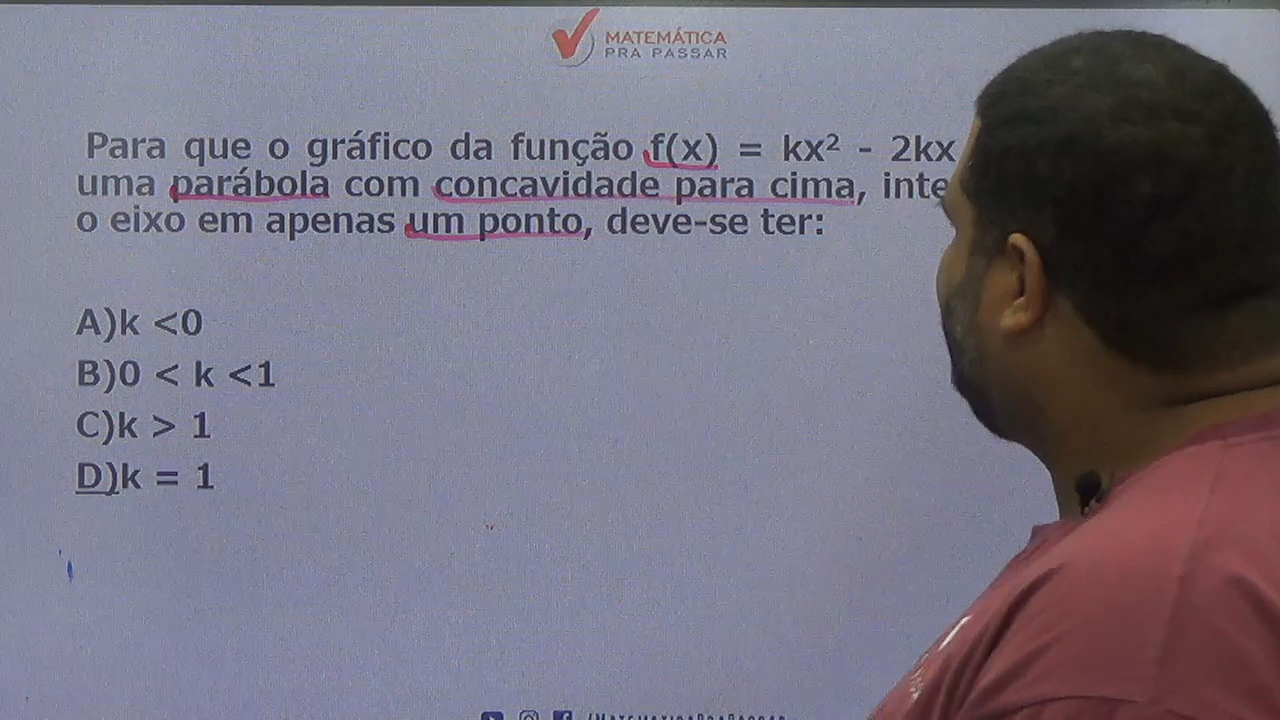 MATEMÁTICA
PRA PASSAR
Para que o gráfico da função f(x) = kx² - 2kx
uma parábola com concavidade para cima,
o eixo em apenas um ponto, deve-se ter:
A)k <0
B)0 < k <1
C)k > 1
D)k = 1